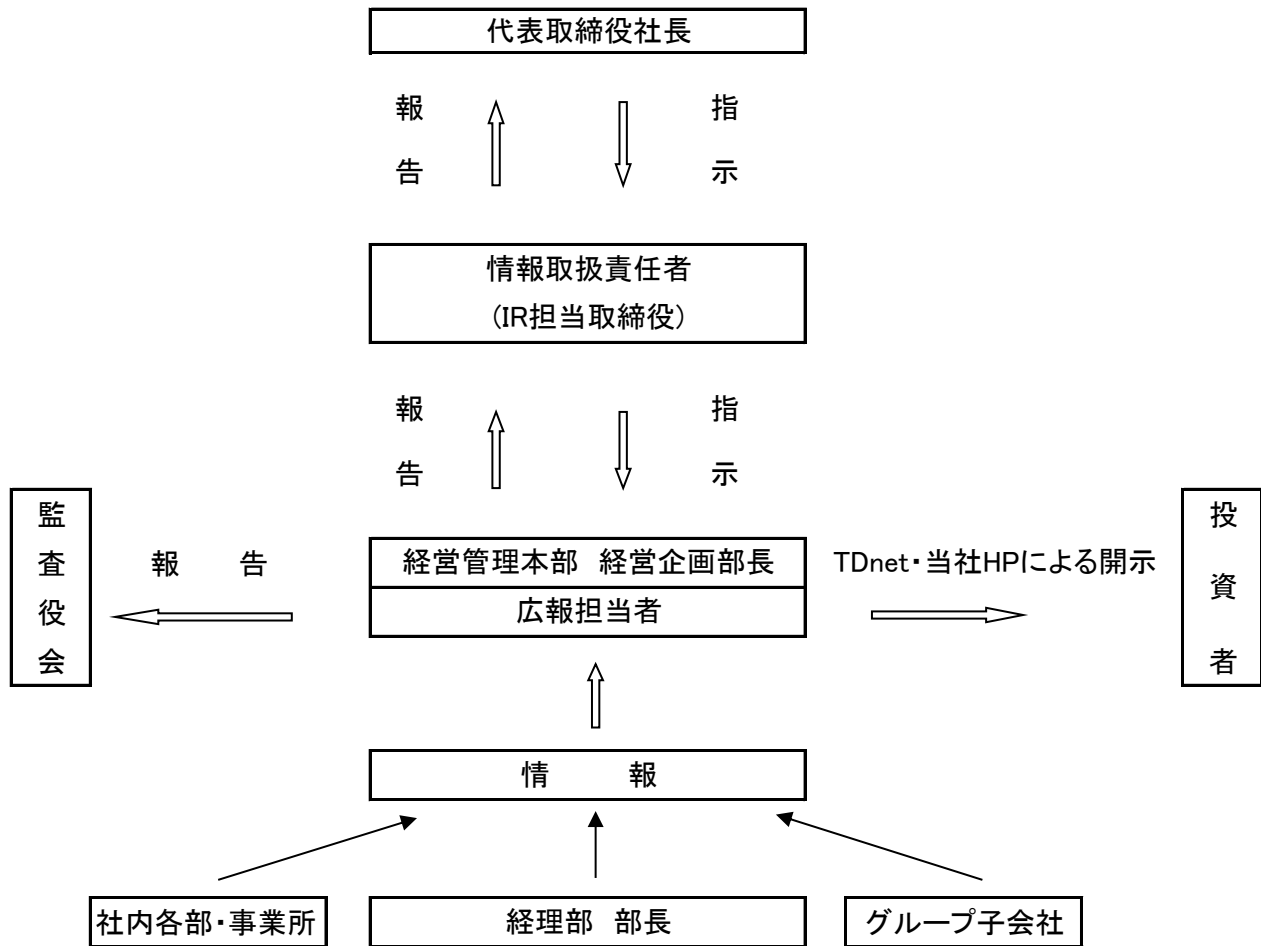 代表取締役社長
報告
指示
情報取扱責任者
(IR担当取締役)
報告
指示
監査役会
報　　告
経営管理本部　経営企画部長
広報担当者
TDnet・当社HPによる開示
投資者
情　　　報
社内各部・事業所
経理部　部長
グループ子会社